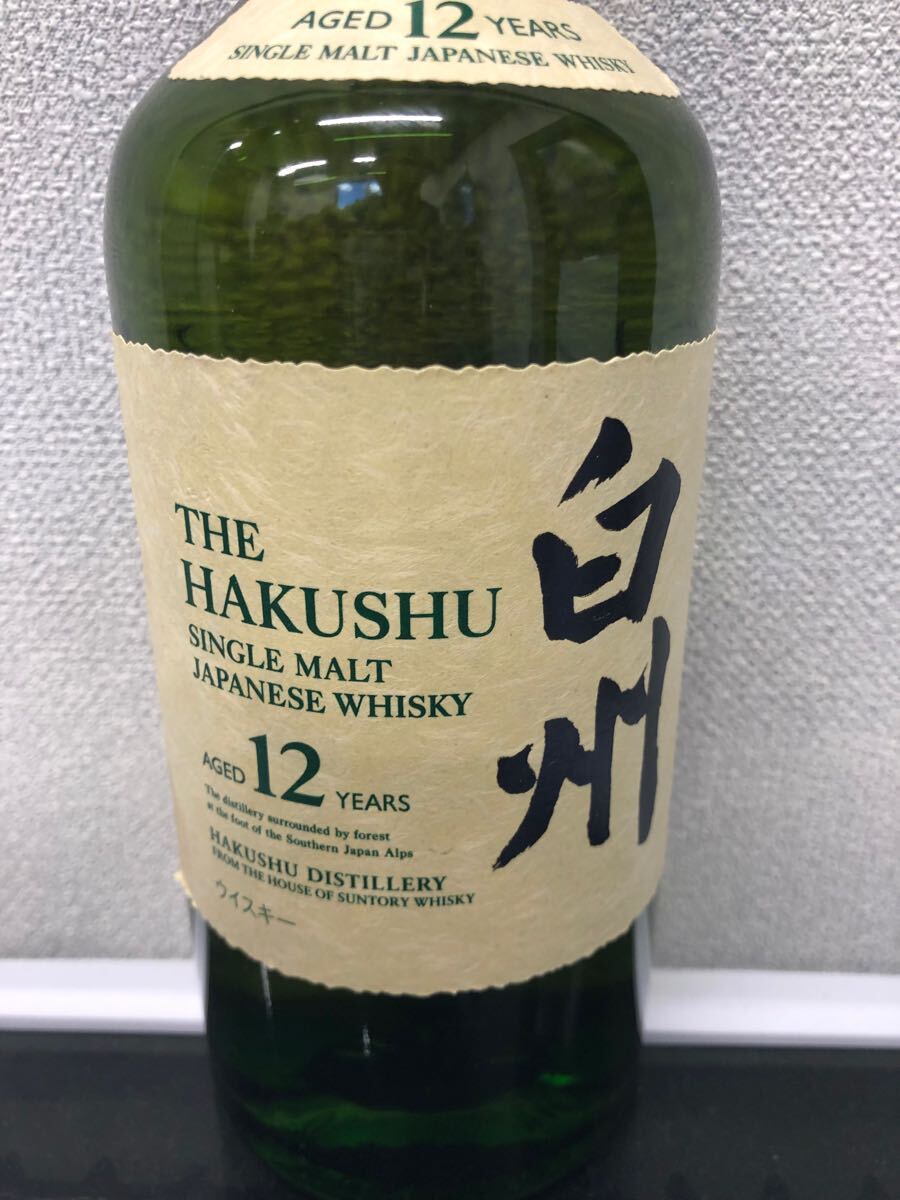 AGED 12 YEARS
SINGLE MALT JAPANESE WHISKY
THE
HAKUSHU
SINGLE MALT
JAPANESE WHISKY
AGED 12 YEARS
The distillery surrounded by forest
at the foot of the Southern Japan Alps
HAKUSHU DISTILLERY
FROM THE HOUSE OF SUNTORY WHISKY
ウイスキー
白州